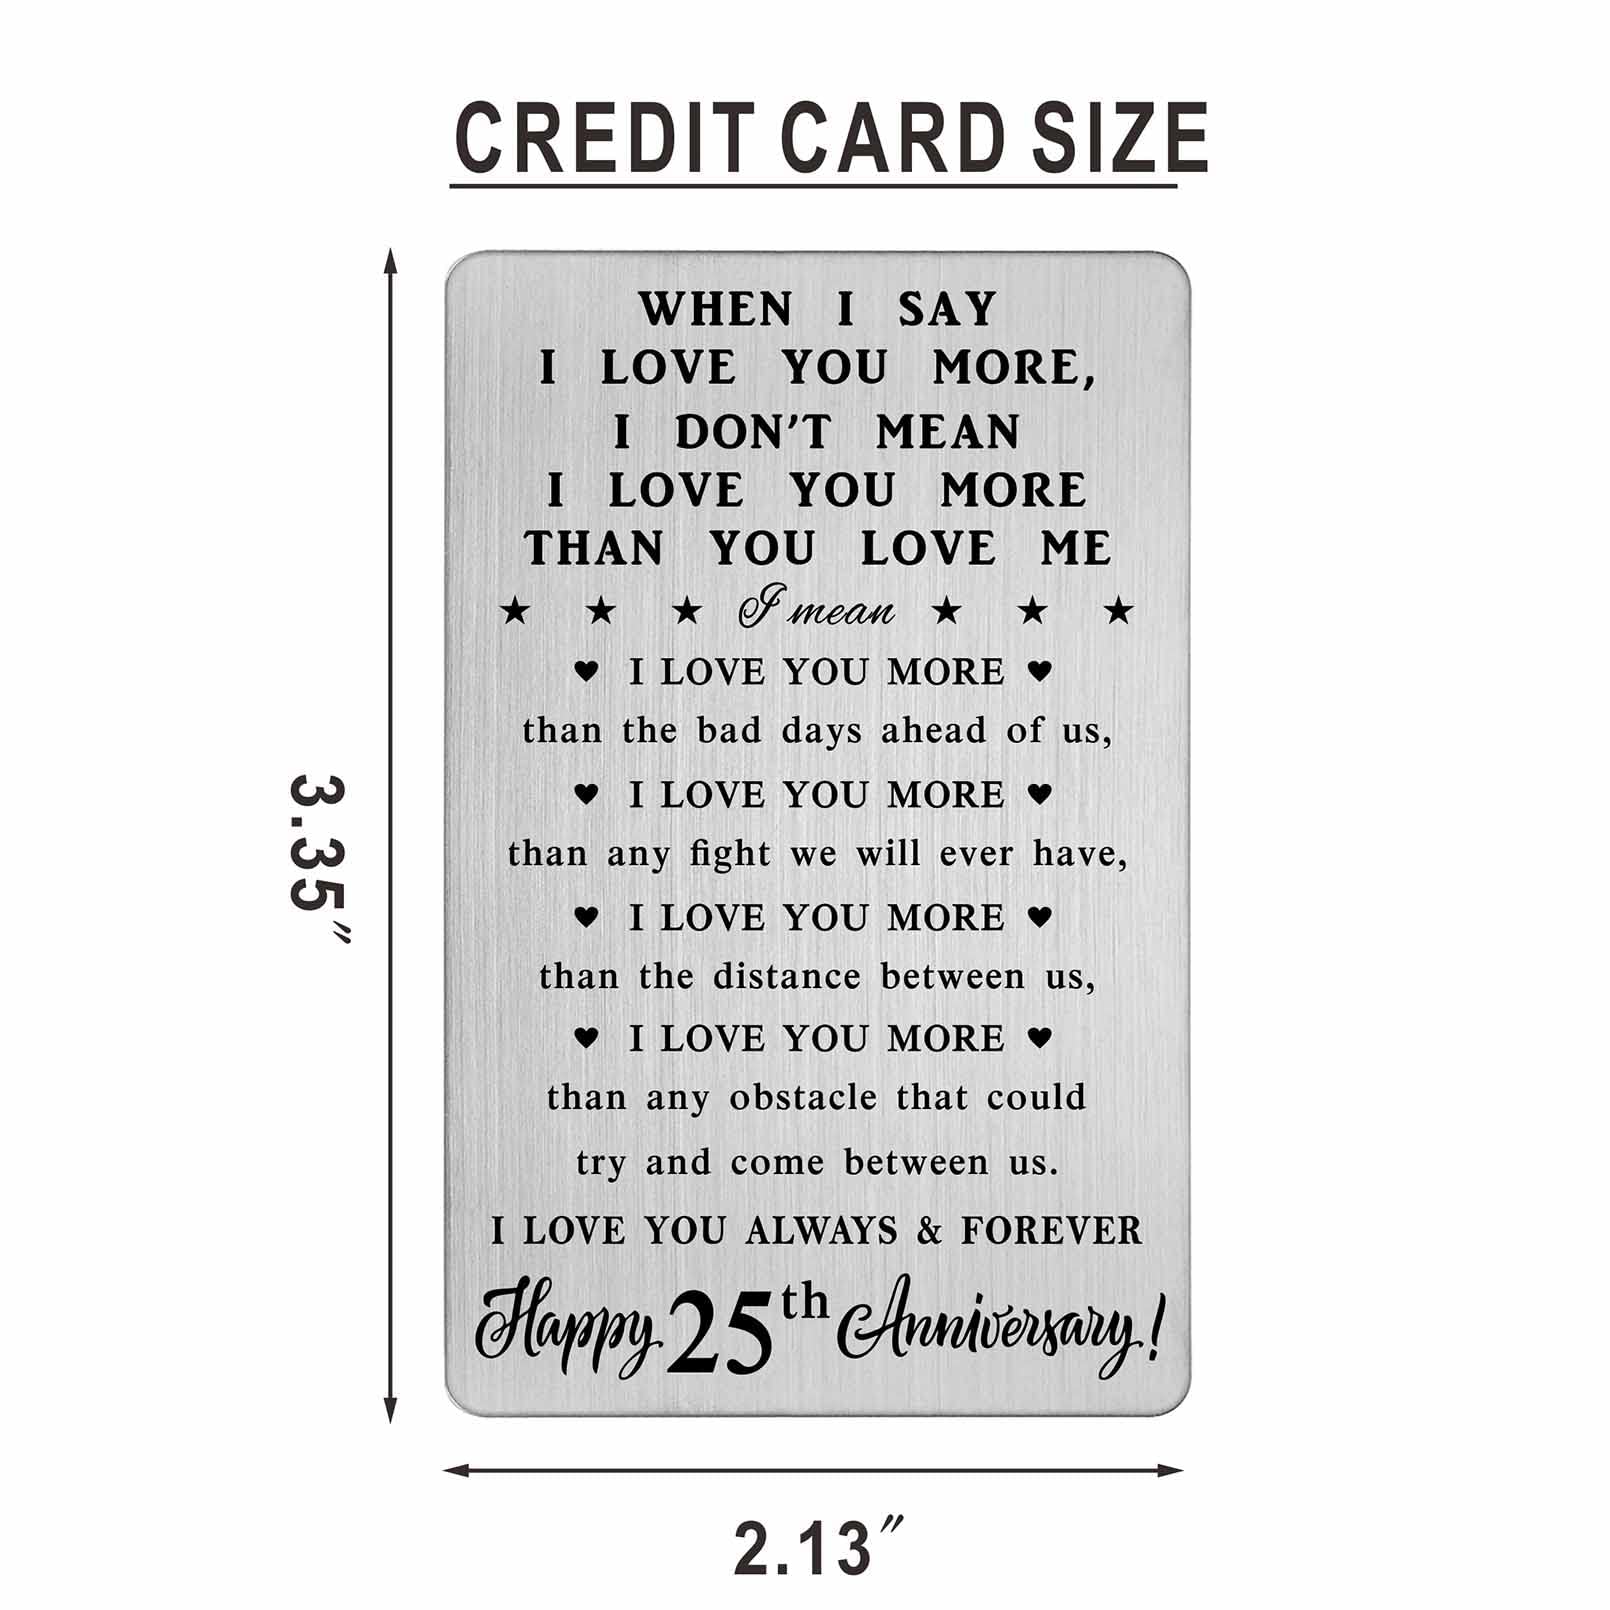 CREDIT CARD SIZE
WHEN I SAY
I LOVE YOU MORE,
I DON'T MEAN
I LOVE YOU MORE
THAN YOU LOVE ME
★ ★ ★ I mean ★ ★ ★
♥ I LOVE YOU MORE ♥
than the bad days ahead of us,
♥ I LOVE YOU MORE ♥
than any fight we will ever have,
♥ I LOVE YOU MORE ♥
than the distance between us,
♥ I LOVE YOU MORE ♥
than any obstacle that could
try and come between us.
I LOVE YOU ALWAYS & FOREVER
Happy 25th Anniversary!
3.35"
2.13"